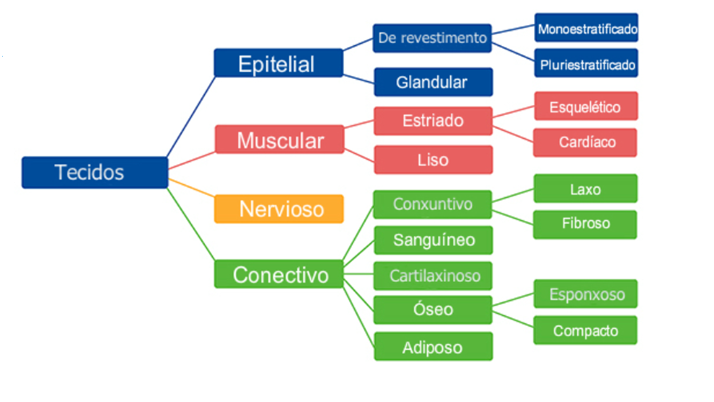 Tecidos
Epitelial
De revestimento
Monoestratificado
Pluriestratificado
Glandular
Muscular
Estriado
Esquelético
Cardíaco
Liso
Nervioso
Conectivo
Conxuntivo
Laxo
Fibroso
Sanguíneo
Cartilaxinoso
Óseo
Esponxoso
Compacto
Adiposo